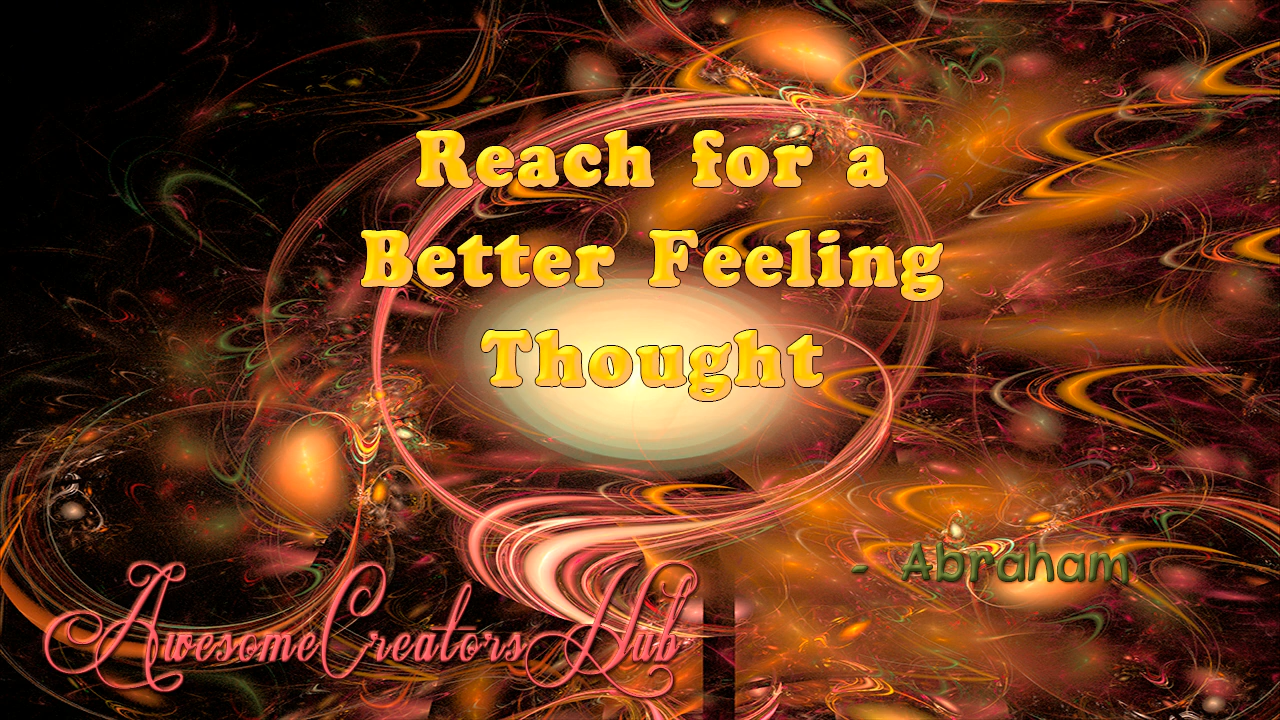 Reach for a
Better Feeling
Thought
- Abraham
AwesomeCreatorsHub